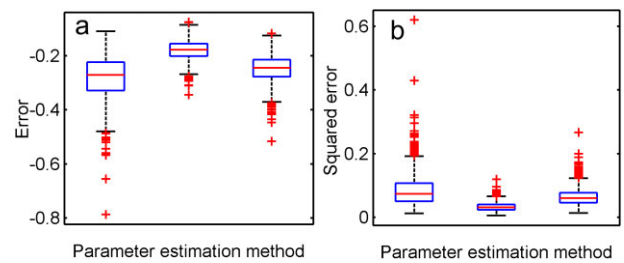 a
-0.2
-0.4
-0.6
-0.8
Error
Parameter estimation method
b
0.6
0.4
0.2
0
Squared error
Parameter estimation method